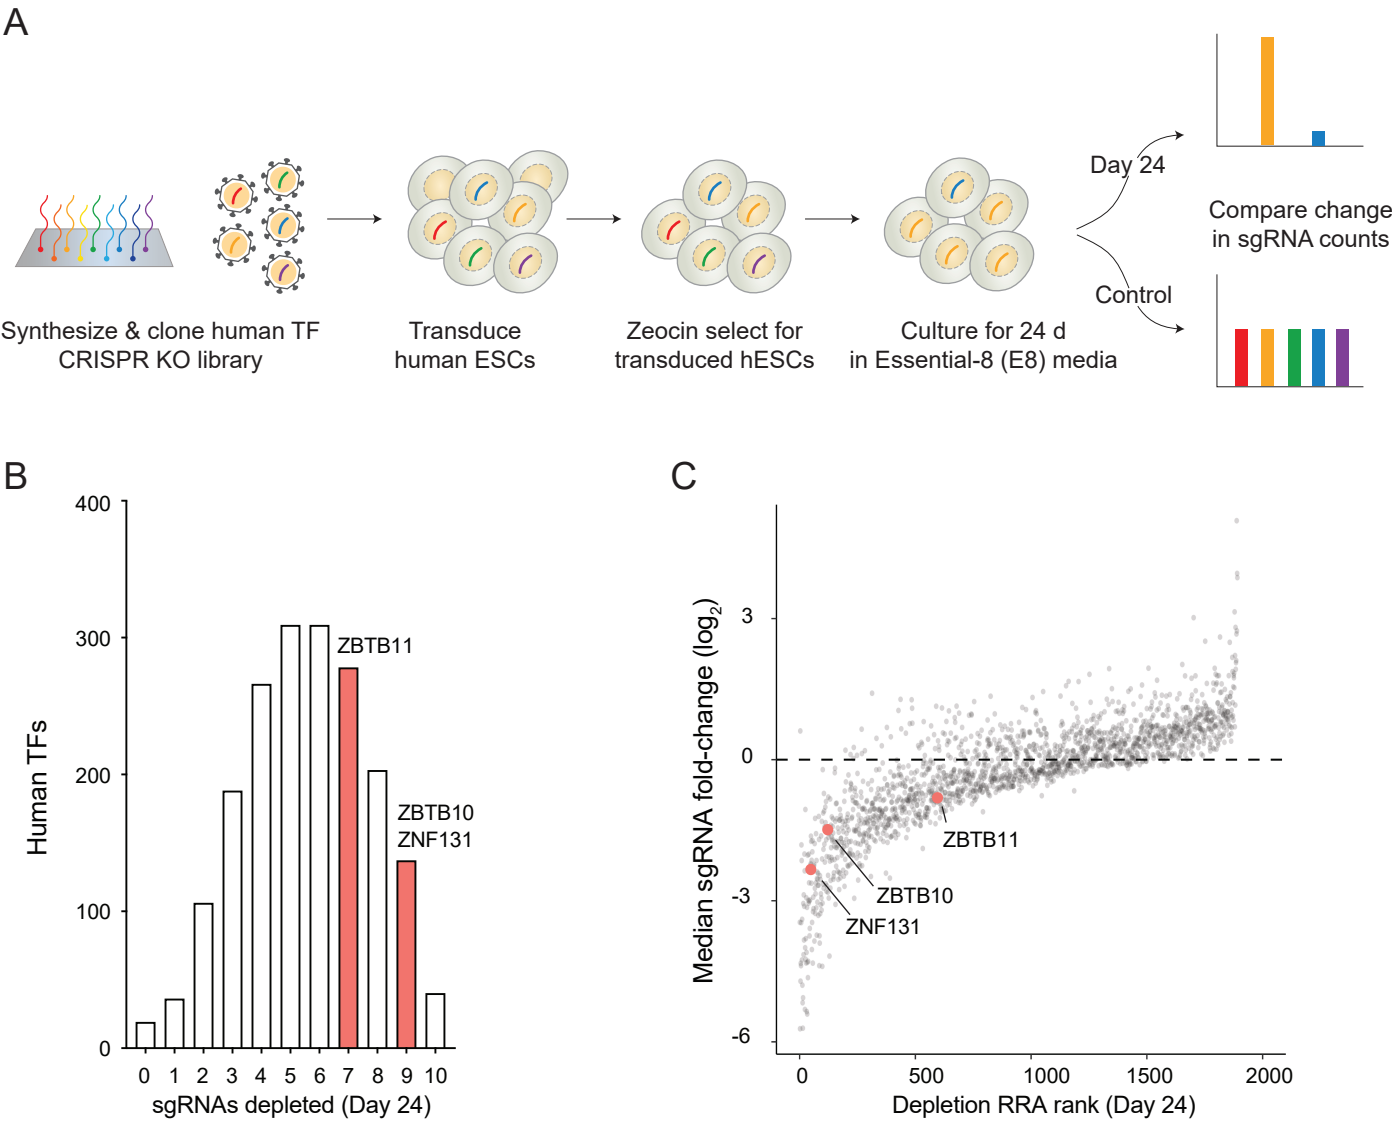 A
Synthesize & clone human TF
CRISPR KO library
Transduce
human ESCs
Zeocin select for
transduced hESCs
Culture for 24 d
in Essential-8 (E8) media
Day 24
Control
Compare change
in sgRNA counts
B
Human TFs
400
300
200
100
0
ZBTB11
ZBTB10
ZNF131
0 1 2 3 4 5 6 7 8 9 10
sgRNAs depleted (Day 24)
C
Median sgRNA fold-change (log2)
3
0
-3
-6
ZBTB11
ZBTB10
ZNF131
0 500 1000 1500 2000
Depletion RRA rank (Day 24)